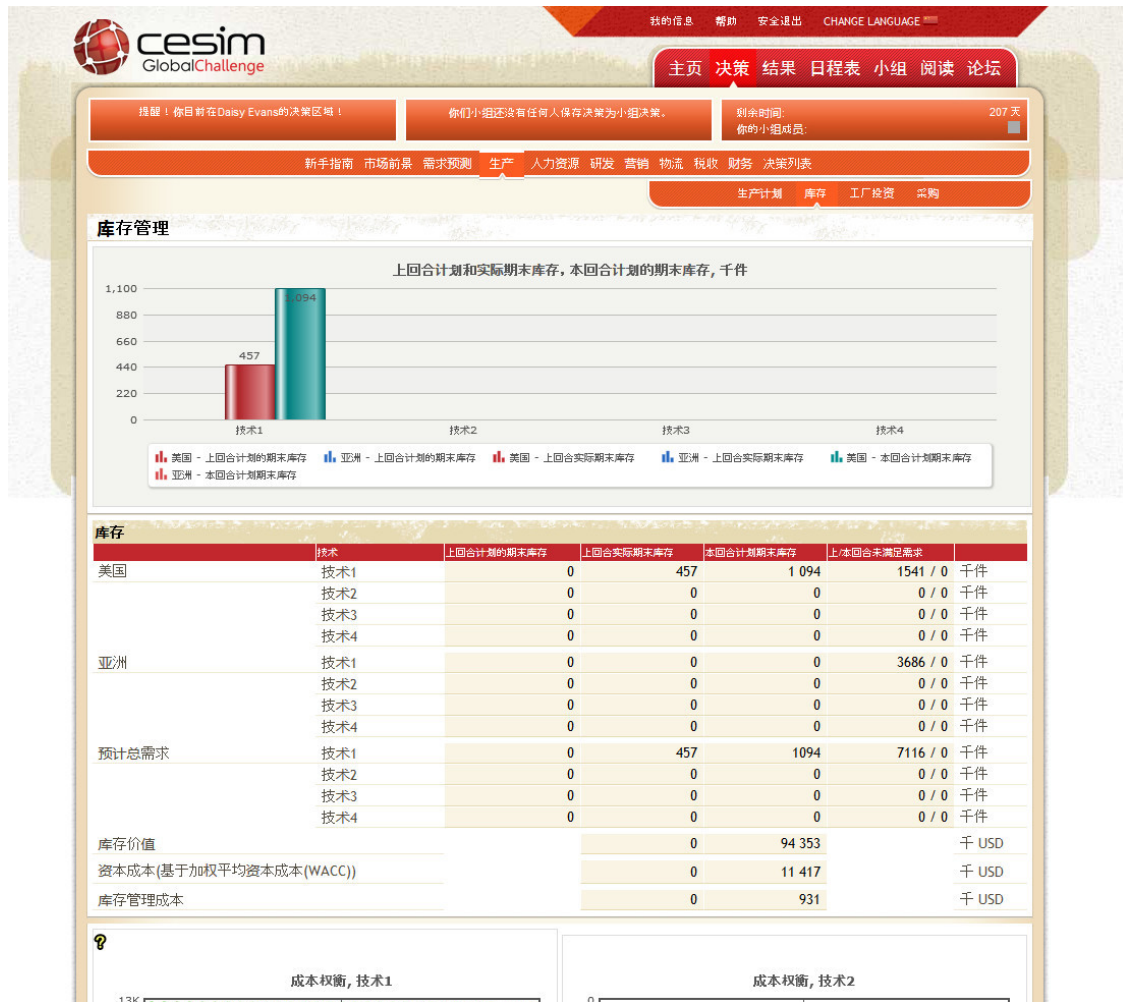 我的信息 帮助 安全退出 CHANGE LANGUAGE
cesim
GlobalChallenge
主页 决策 结果 日程表 小组 阅读 论坛
提醒！你目前在Daisy Evans的决策区域！
你们小组还没有任何人保存决策为小组决策。
剩余时间: 207 天
你的小组成员:
新手指南 市场前景 需求预测 生产 人力资源 研发 营销 物流 税收 财务 决策列表
生产计划 库存 工厂投资 采购
库存管理
上回合计划和实际期末库存, 本回合计划的期末库存, 千件
1,100
880
660
440
220
0
457
1,094
技术1 技术2 技术3 技术4
美国 - 上回合计划的期末库存 亚洲 - 上回合计划的期末库存 美国 - 上回合实际期末库存 亚洲 - 上回合实际期末库存 美国 - 本回合计划期末库存
亚洲 - 本回合计划期末库存
库存
技术 上回合计划的期末库存 上回合实际期末库存 本回合计划期末库存 上/本回合未满足需求
美国 技术1 0 457 1 094 1541 / 0 千件
技术2 0 0 0 0 / 0 千件
技术3 0 0 0 0 / 0 千件
技术4 0 0 0 0 / 0 千件
亚洲 技术1 0 0 0 3686 / 0 千件
技术2 0 0 0 0 / 0 千件
技术3 0 0 0 0 / 0 千件
技术4 0 0 0 0 / 0 千件
预计总需求 技术1 0 457 1094 7116 / 0 千件
技术2 0 0 0 0 / 0 千件
技术3 0 0 0 0 / 0 千件
技术4 0 0 0 0 / 0 千件
库存价值 0 94 353 千 USD
资本成本(基于加权平均资本成本(WACC)) 0 11 417 千 USD
库存管理成本 0 931 千 USD
?
成本权衡, 技术1
13K
成本权衡, 技术2
0